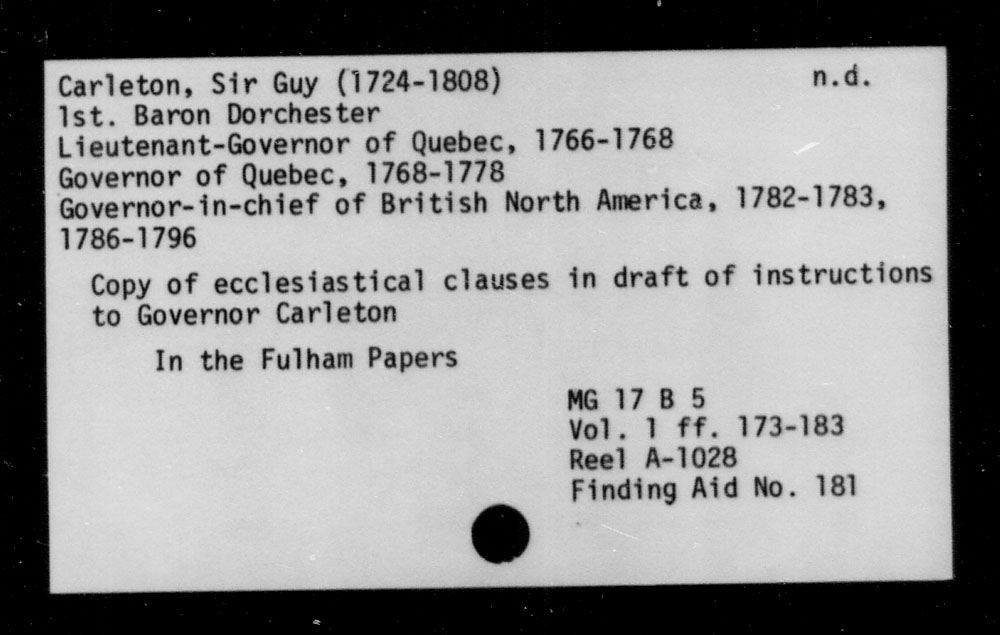 Carleton, Sir Guy (1724-1808) n.d.
1st. Baron Dorchester
Lieutenant-Governor of Quebec, 1766-1768
Governor of Quebec, 1768-1778
Governor-in-chief of British North America, 1782-1783,
1786-1796
Copy of ecclesiastical clauses in draft of instructions
to Governor Carleton
In the Fulham Papers
MG 17 B 5
Vol. 1 ff. 173-183
Reel A-1028
Finding Aid No. 181